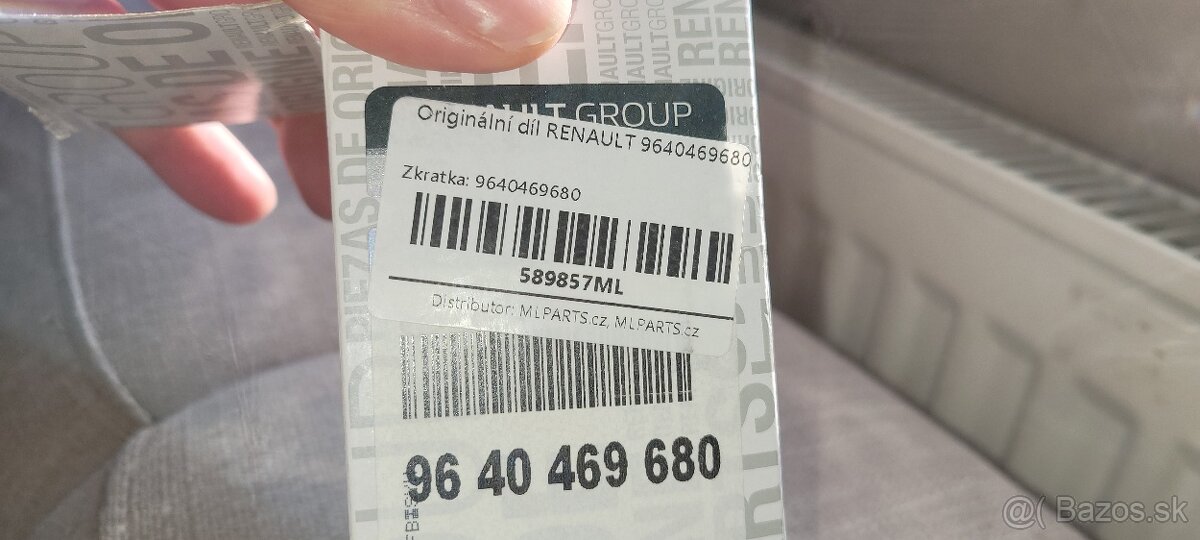 RENAULT GROUP
Originální díl RENAULT 9640469680
Zkratka: 9640469680
589857ML
Distributor: MLPARTS.cz, MLPARTS.cz
96 40 469 680
@( Bazos.sk